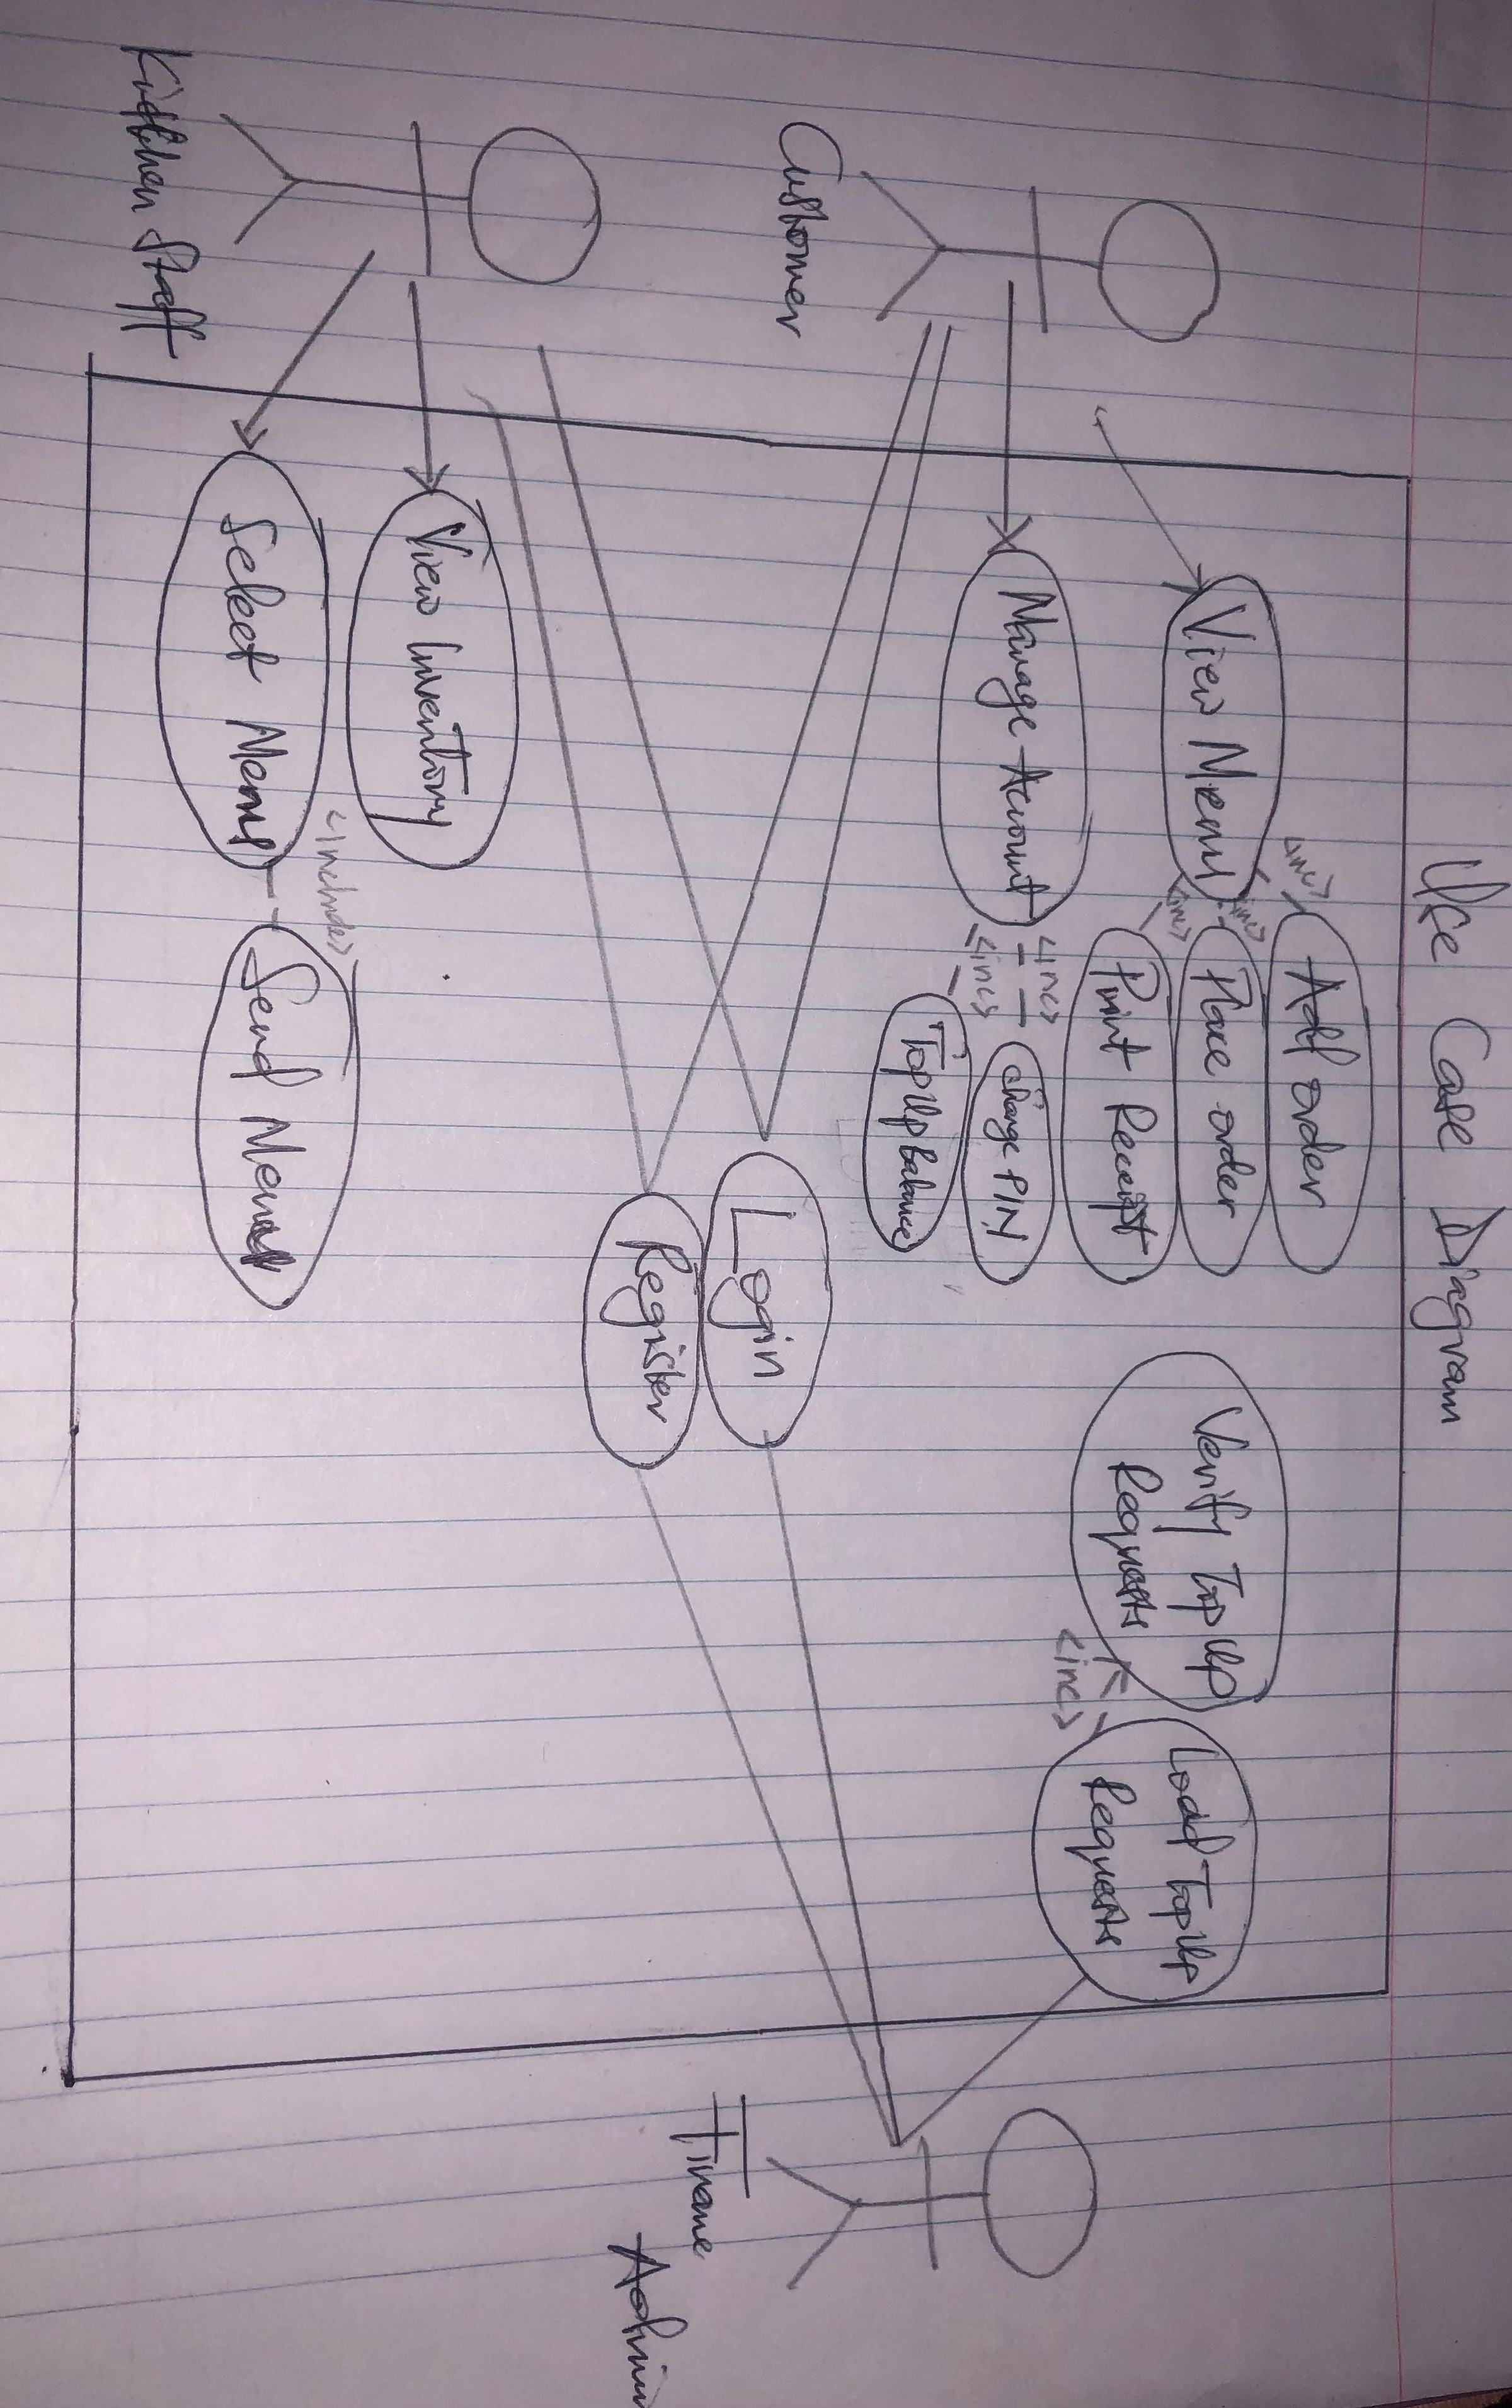 Use Case Diagram
Customer
View Menu
<inc>
Add order
<inc>
Place order
<inc>
Print Receipt
Manage Account
<inc>
Change PIN
<inc>
Top Up Balance
Verify Top Up
Requests
<inc>
Load Top Up
Requests
Login
Register
Kitchen Staff
View Inventory
Select Menu
<include>
Send Menu
Admin